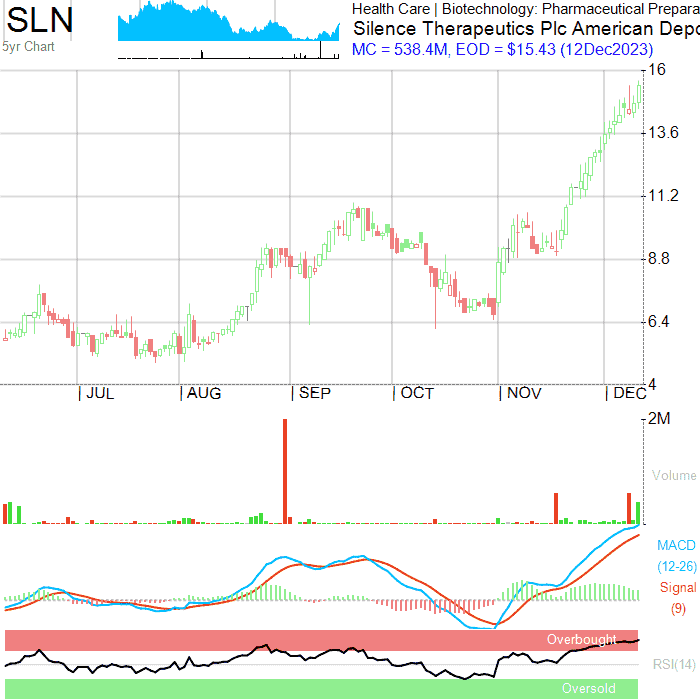 SLN
5yr Chart
Health Care | Biotechnology: Pharmaceutical Prepara
Silence Therapeutics Plc American Depo
MC = 538.4M, EOD = $15.43 (12Dec2023)
16
13.6
11.2
8.8
6.4
4
JUL AUG SEP OCT NOV DEC
2M
Volume
MACD
(12-26)
Signal
(9)
Overbought
RSI(14)
Oversold